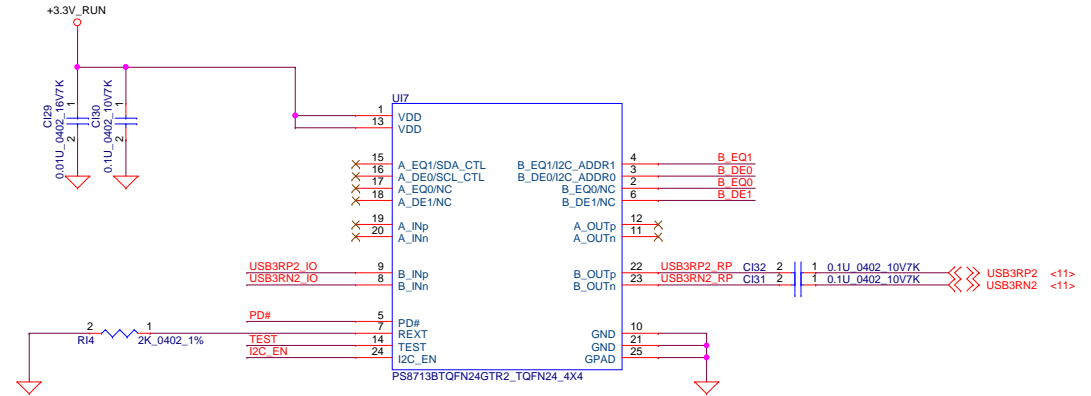 +3.3V_RUN
CI29
0.01U_0402_16V7K
1
2
CI30
0.1U_0402_10V7K
1
2
UI7
1 VDD
13 VDD
15 A_EQ1/SDA_CTL
16 A_DE0/SCL_CTL
17 A_EQ0/NC
18 A_DE1/NC
19 A_INp
20 A_INn
USB3RP2_IO 9 B_INp
USB3RN2_IO 8 B_INn
PD# 5 PD#
7 REXT
TEST 14 TEST
I2C_EN 24 I2C_EN
2 1
RI4 2K_0402_1%
B_EQ1/I2C_ADDR1 4 B_EQ1
B_DE0/I2C_ADDR0 3 B_DE0
B_EQ0/NC 2 B_EQ0
B_DE1/NC 6 B_DE1
A_OUTp 12
A_OUTn 11
B_OUTp 22 USB3RP2_RP CI32 2 1 0.1U_0402_10V7K USB3RP2 <11>
B_OUTn 23 USB3RN2_RP CI31 2 1 0.1U_0402_10V7K USB3RN2 <11>
GND 10
GND 21
GPAD 25
PS8713BTQFN24GTR2_TQFN24_4X4